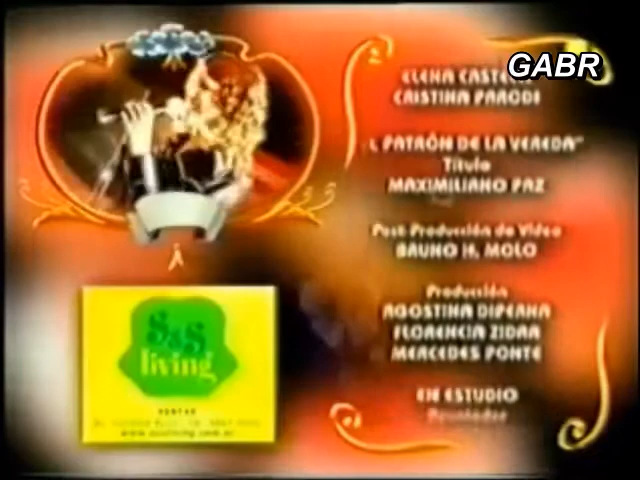 GABR
ELENA
CRISTINA PARODI
PATRÓN DE LA VEREDA"
Título
MAXIMILIANO PAZ
Post-Producción de Video
BRUNO H. MOLO
Producción
AGOSTINA DIPERNA
FLORENCIA ZIDAR
MERCEDES PONTE
EN ESTUDIO
S&S
living
VENTAS